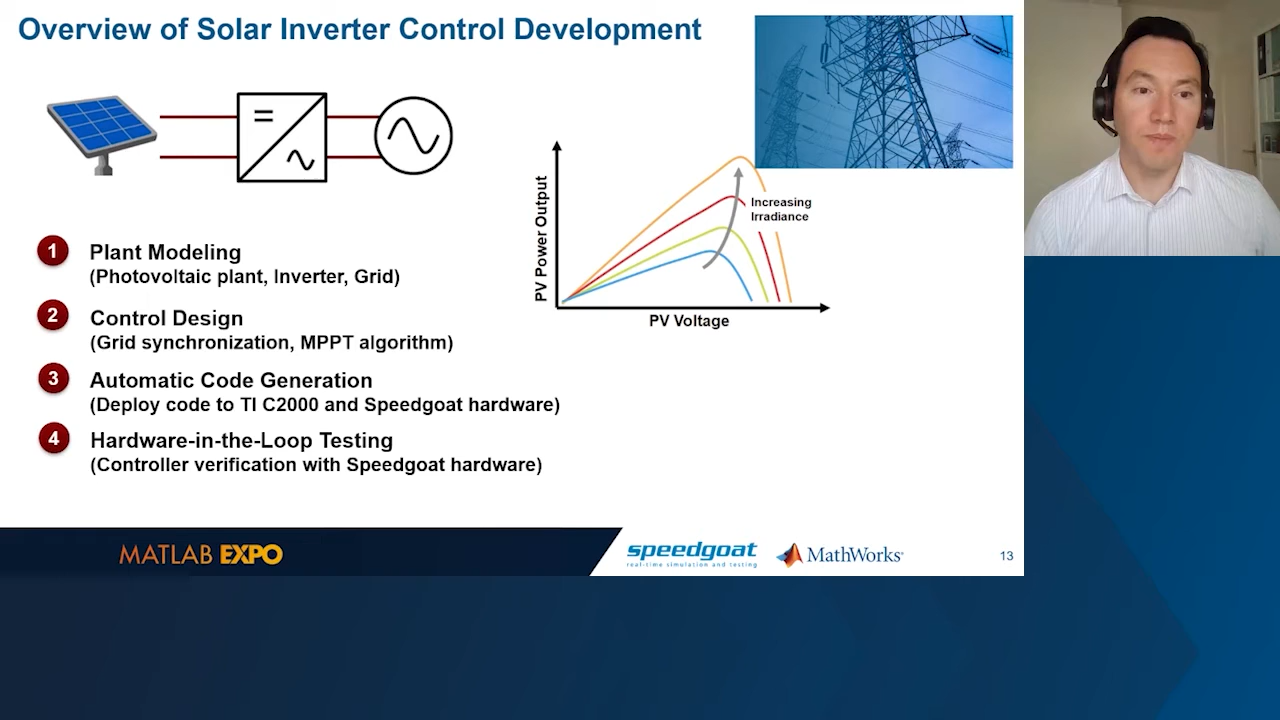 Overview of Solar Inverter Control Development
PV Power Output
Increasing
Irradiance
PV Voltage
1 Plant Modeling
(Photovoltaic plant, Inverter, Grid)
2 Control Design
(Grid synchronization, MPPT algorithm)
3 Automatic Code Generation
(Deploy code to TI C2000 and Speedgoat hardware)
4 Hardware-in-the-Loop Testing
(Controller verification with Speedgoat hardware)
MATLAB EXPO
speedgoat
real-time simulation and testing
MathWorks
13